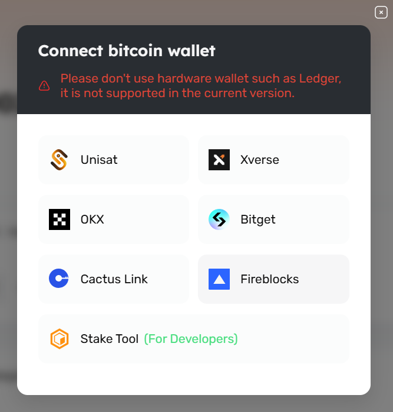 Connect bitcoin wallet
Please don't use hardware wallet such as Ledger,
it is not supported in the current version.
Unisat
Xverse
OKX
Bitget
Cactus Link
Fireblocks
Stake Tool (For Developers)